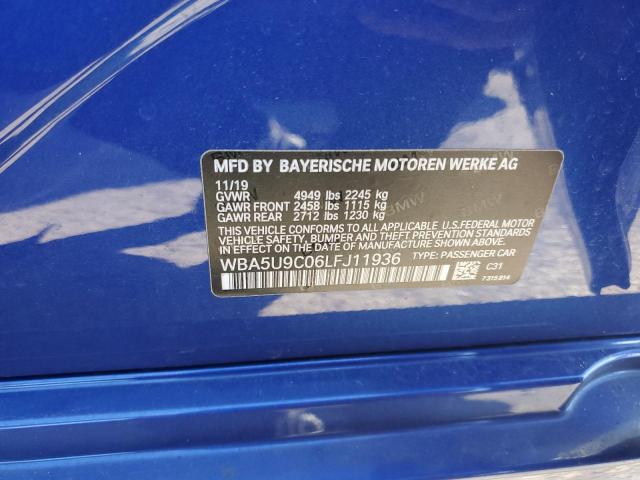 MFD BY BAYERISCHE MOTOREN WERKE AG
11/19
GVWR 4949 lbs 2245 kg
GAWR FRONT 2458 lbs 1115 kg
GAWR REAR 2712 lbs 1230 kg
THIS VEHICLE CONFORMS TO ALL APPLICABLE U.S.FEDERAL MOTOR
VEHICLE SAFETY, BUMPER AND THEFT PREVENTION STANDARDS IN
EFFECT ON THE DATE OF MANUFACTURE SHOWN ABOVE.
WBA5U9C06LFJ11936 TYPE: PASSENGER CAR
C31
7315814
BMW